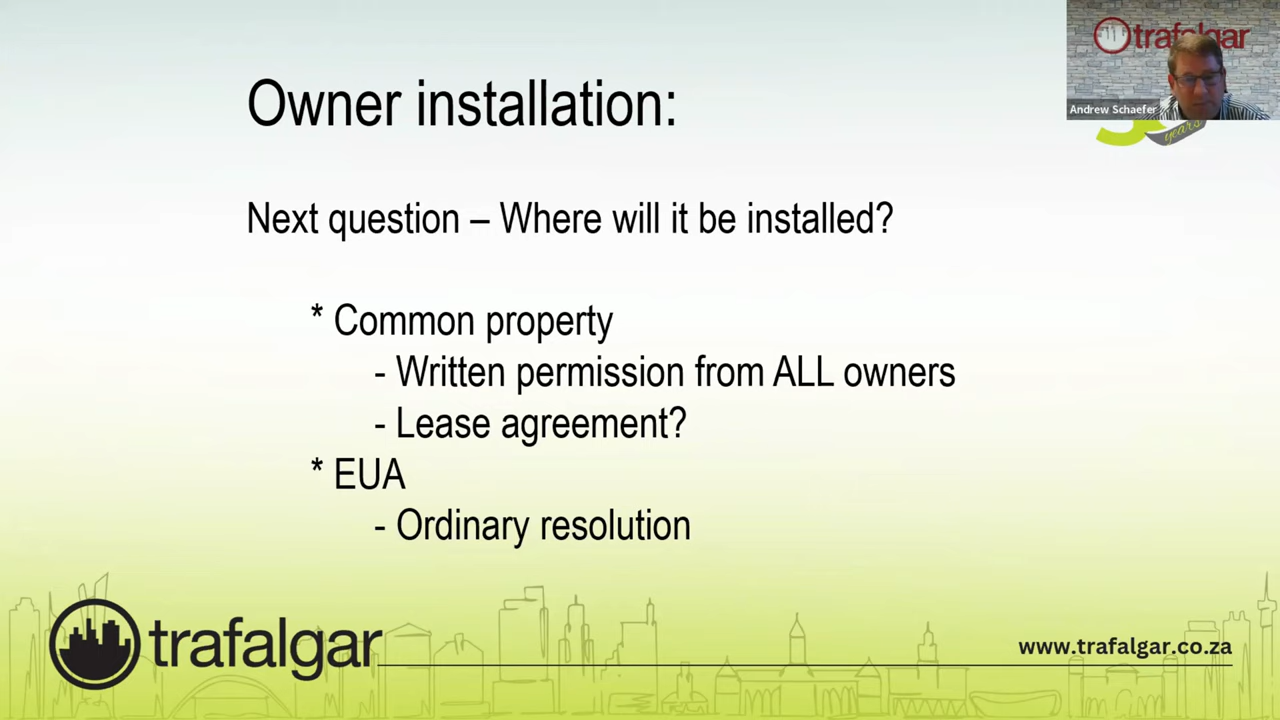 Owner installation:
trafalgar
Andrew Schaefer
years
Next question – Where will it be installed?
* Common property
- Written permission from ALL owners
- Lease agreement?
* EUA
- Ordinary resolution
trafalgar
www.trafalgar.co.za